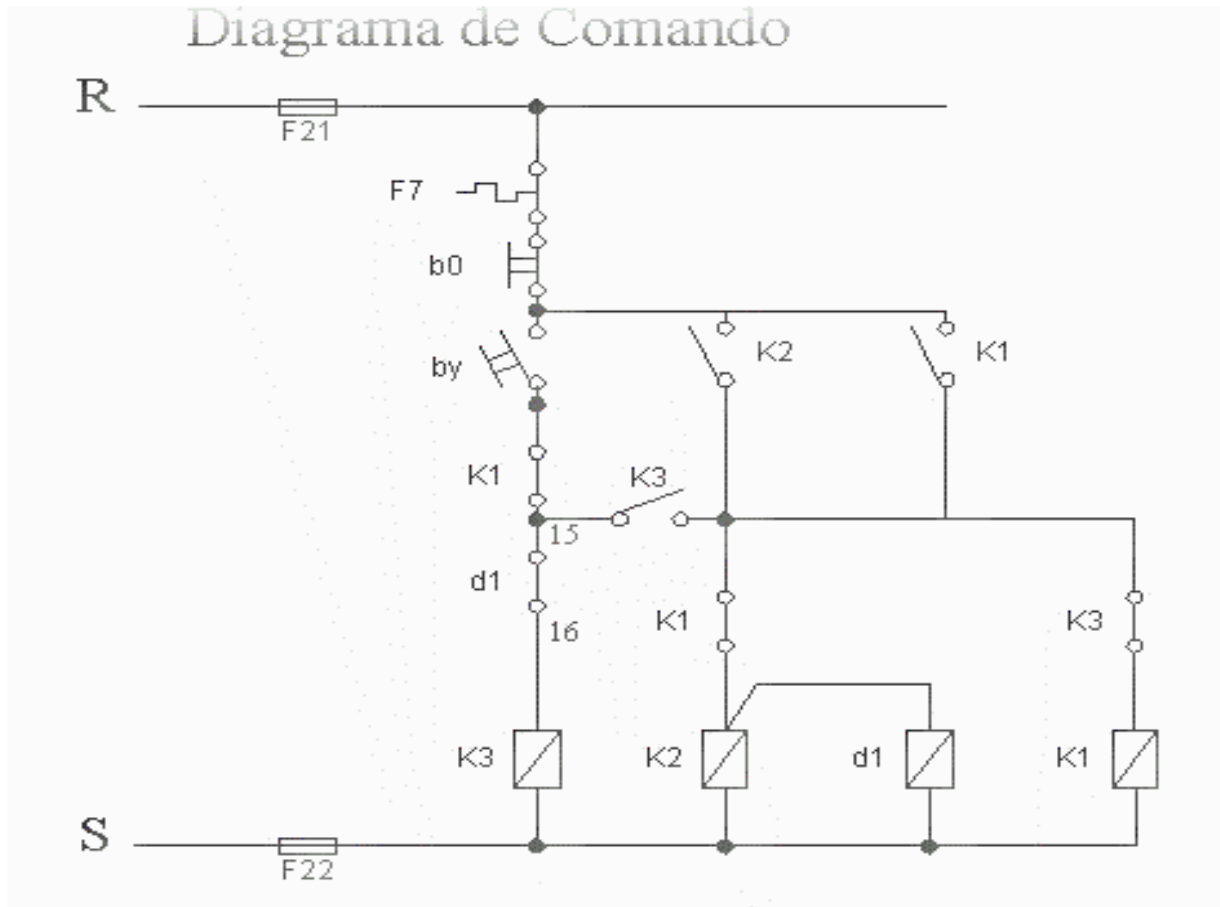 Diagrama de Comando
R
F21
F7
b0
by
K2
K1
K1
K3
15
d1
16
K1
K3
K3
K2
d1
K1
S
F22